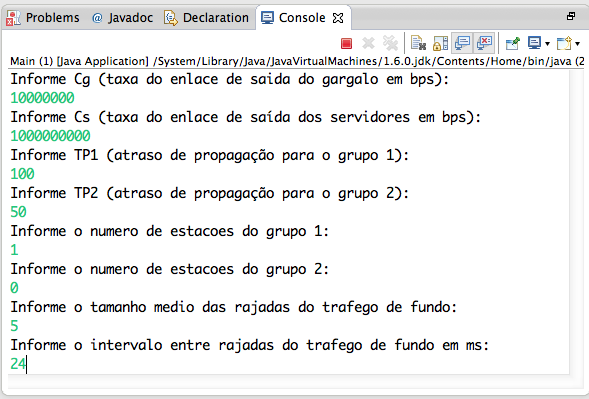 Problems @ Javadoc Declaration Console
Main (1) [Java Application] /System/Library/Java/JavaVirtualMachines/1.6.0.jdk/Contents/Home/bin/java (2
Informe Cg (taxa do enlace de saida do gargalo em bps):
10000000
Informe Cs (taxa do enlace de saída dos servidores em bps):
1000000000
Informe TP1 (atraso de propagação para o grupo 1):
100
Informe TP2 (atraso de propagação para o grupo 2):
50
Informe o numero de estacoes do grupo 1:
1
Informe o numero de estacoes do grupo 2:
0
Informe o tamanho medio das rajadas do trafego de fundo:
5
Informe o intervalo entre rajadas do trafego de fundo em ms:
24